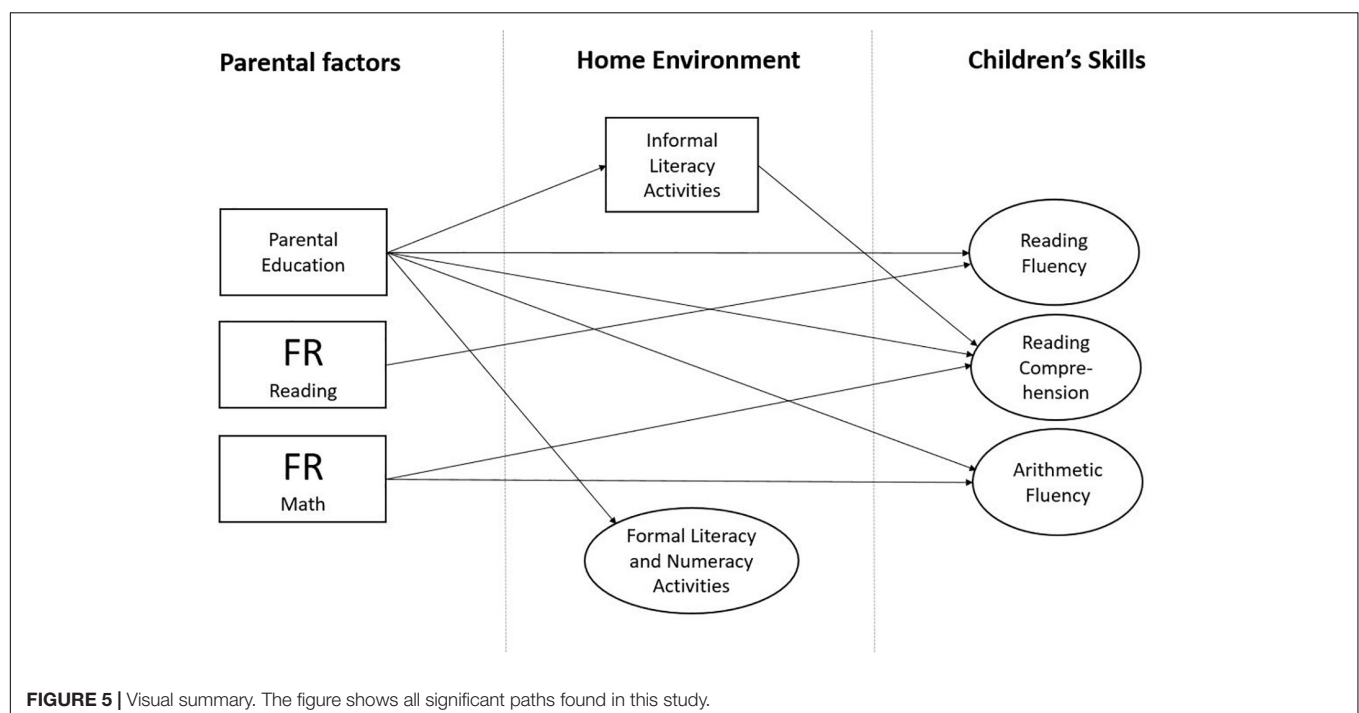 Parental factors
Home Environment
Children's Skills
Informal
Literacy
Activities
Parental
Education
Reading
Fluency
FR
Reading
Reading
Compre-
hension
FR
Math
Arithmetic
Fluency
Formal Literacy
and Numeracy
Activities
FIGURE 5 | Visual summary. The figure shows all significant paths found in this study.